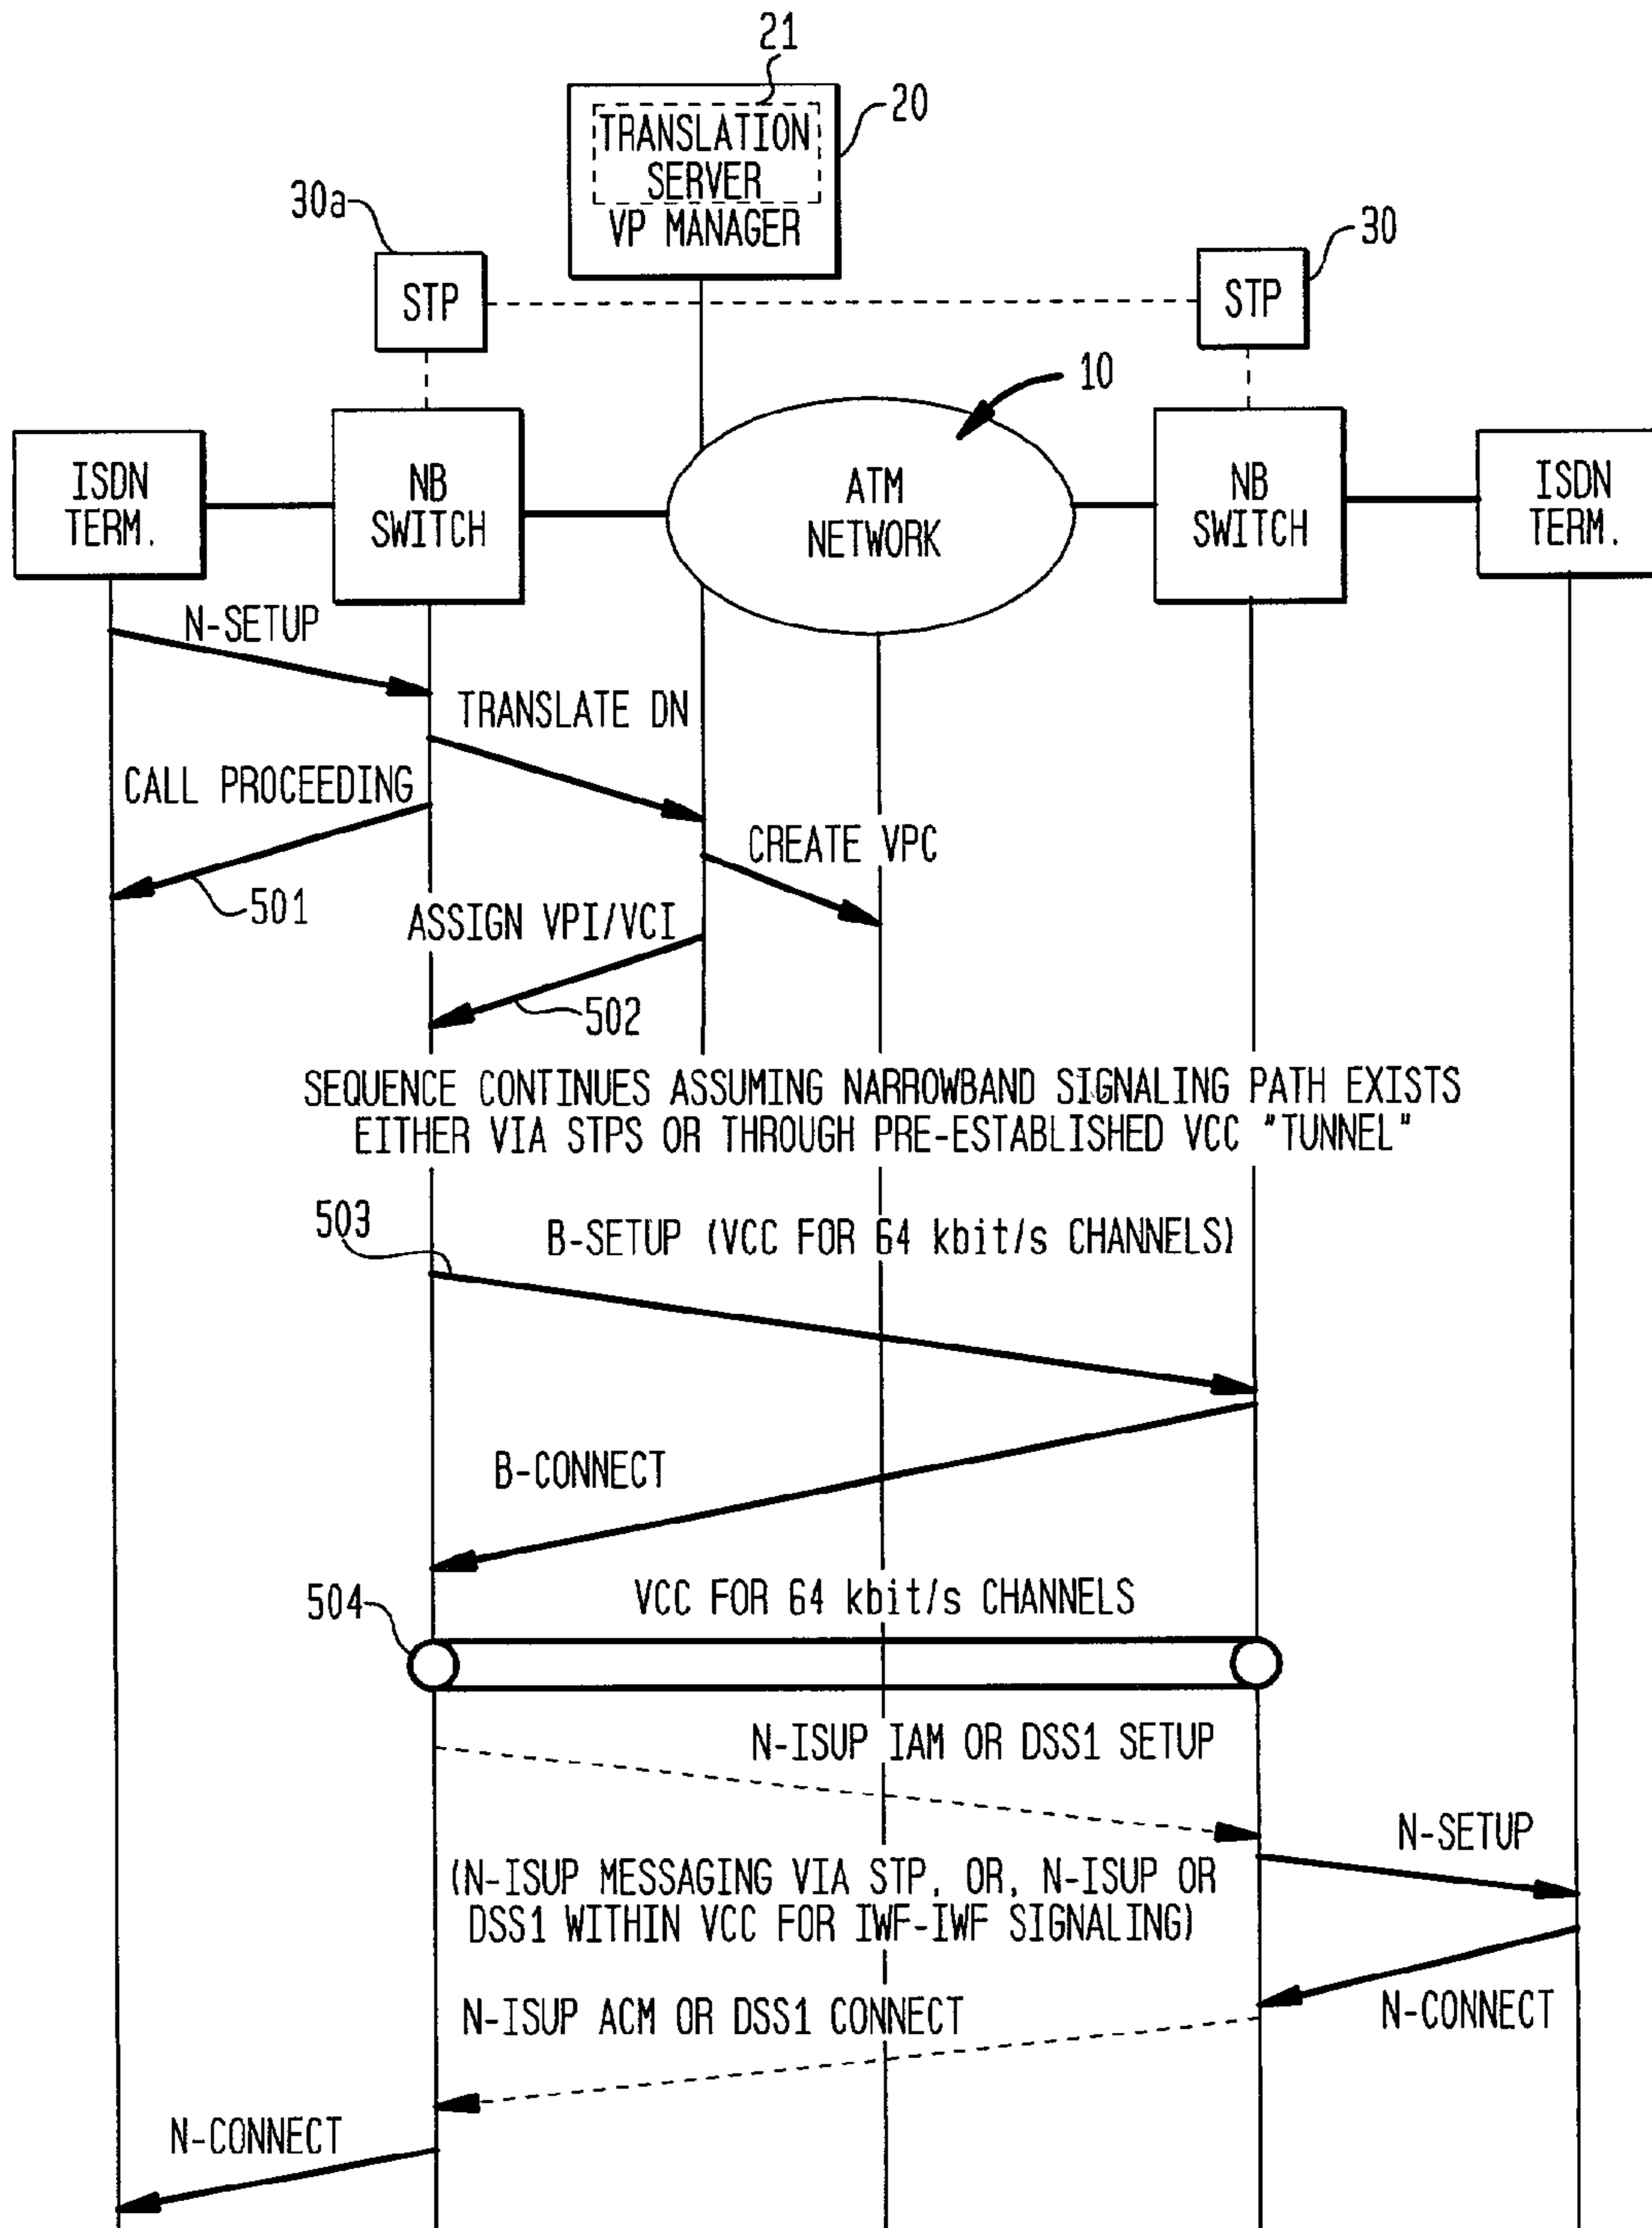 21
TRANSLATION
SERVER
VP MANAGER
20
30a
STP
30
STP
10
ISDN
TERM.
NB
SWITCH
ATM
NETWORK
NB
SWITCH
ISDN
TERM.
N-SETUP
TRANSLATE DN
CALL PROCEEDING
501
CREATE VPC
ASSIGN VPI/VCI
502
SEQUENCE CONTINUES ASSUMING NARROWBAND SIGNALING PATH EXISTS
EITHER VIA STPS OR THROUGH PRE-ESTABLISHED VCC "TUNNEL"
503
B-SETUP (VCC FOR 64 kbit/s CHANNELS)
B-CONNECT
504
VCC FOR 64 kbit/s CHANNELS
N-ISUP IAM OR DSS1 SETUP
N-SETUP
(N-ISUP MESSAGING VIA STP, OR, N-ISUP OR
DSS1 WITHIN VCC FOR IWF-IWF SIGNALING)
N-CONNECT
N-ISUP ACM OR DSS1 CONNECT
N-CONNECT